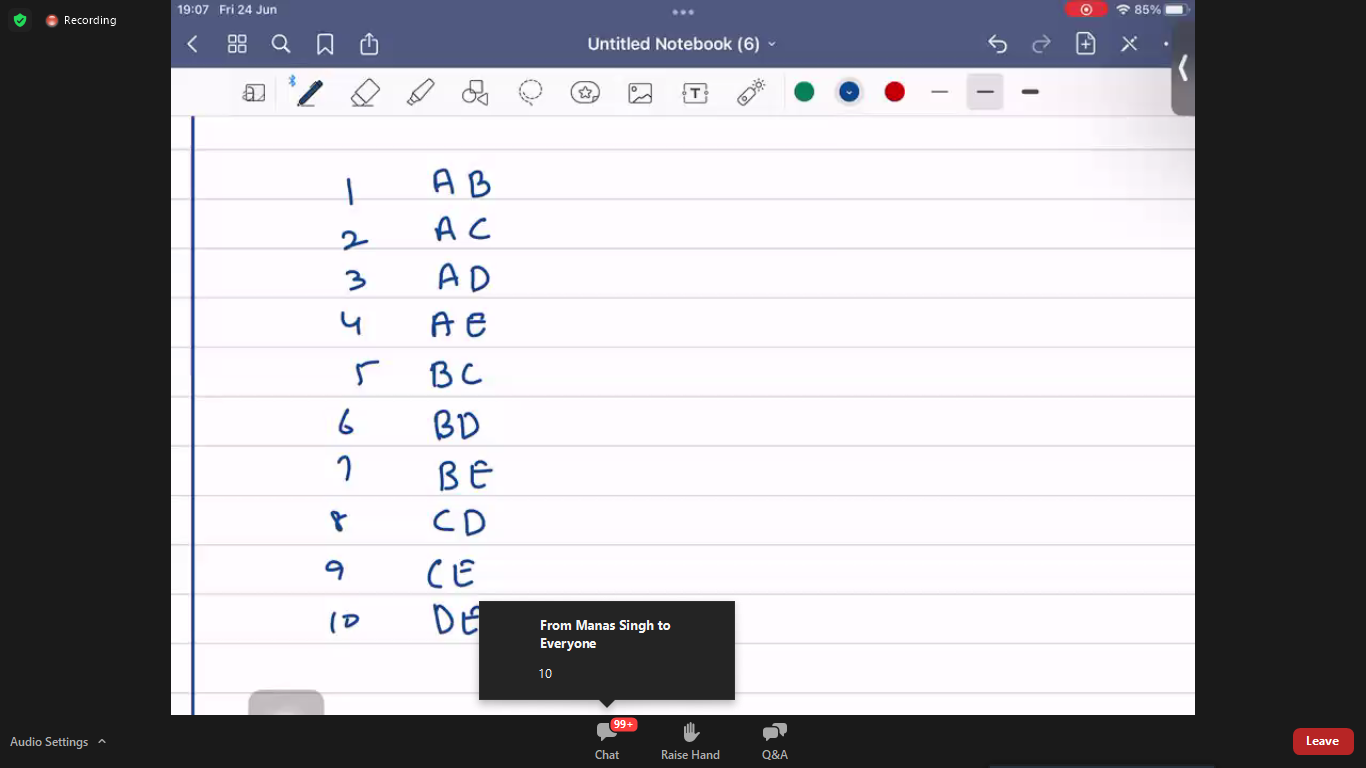 Recording
19:07 Fri 24 Jun
85%
Untitled Notebook (6)
T
1 AB
2 AC
3 AD
4 AE
5 BC
6 BD
7 BE
8 CD
9 CE
10 DE
From Manas Singh to
Everyone
10
99+
Audio Settings
Chat
Raise Hand
Q&A
Leave